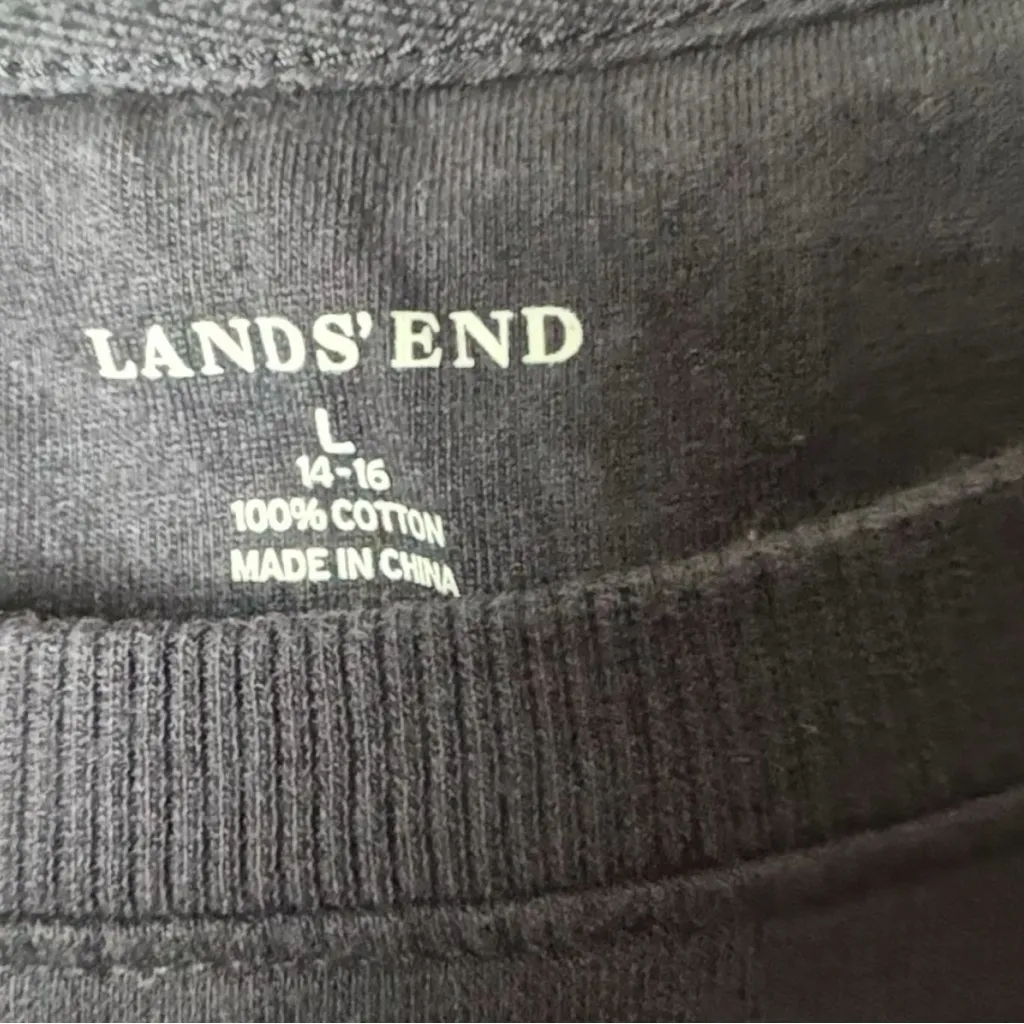 LANDS' END
L
14-16
100% COTTON
MADE IN CHINA